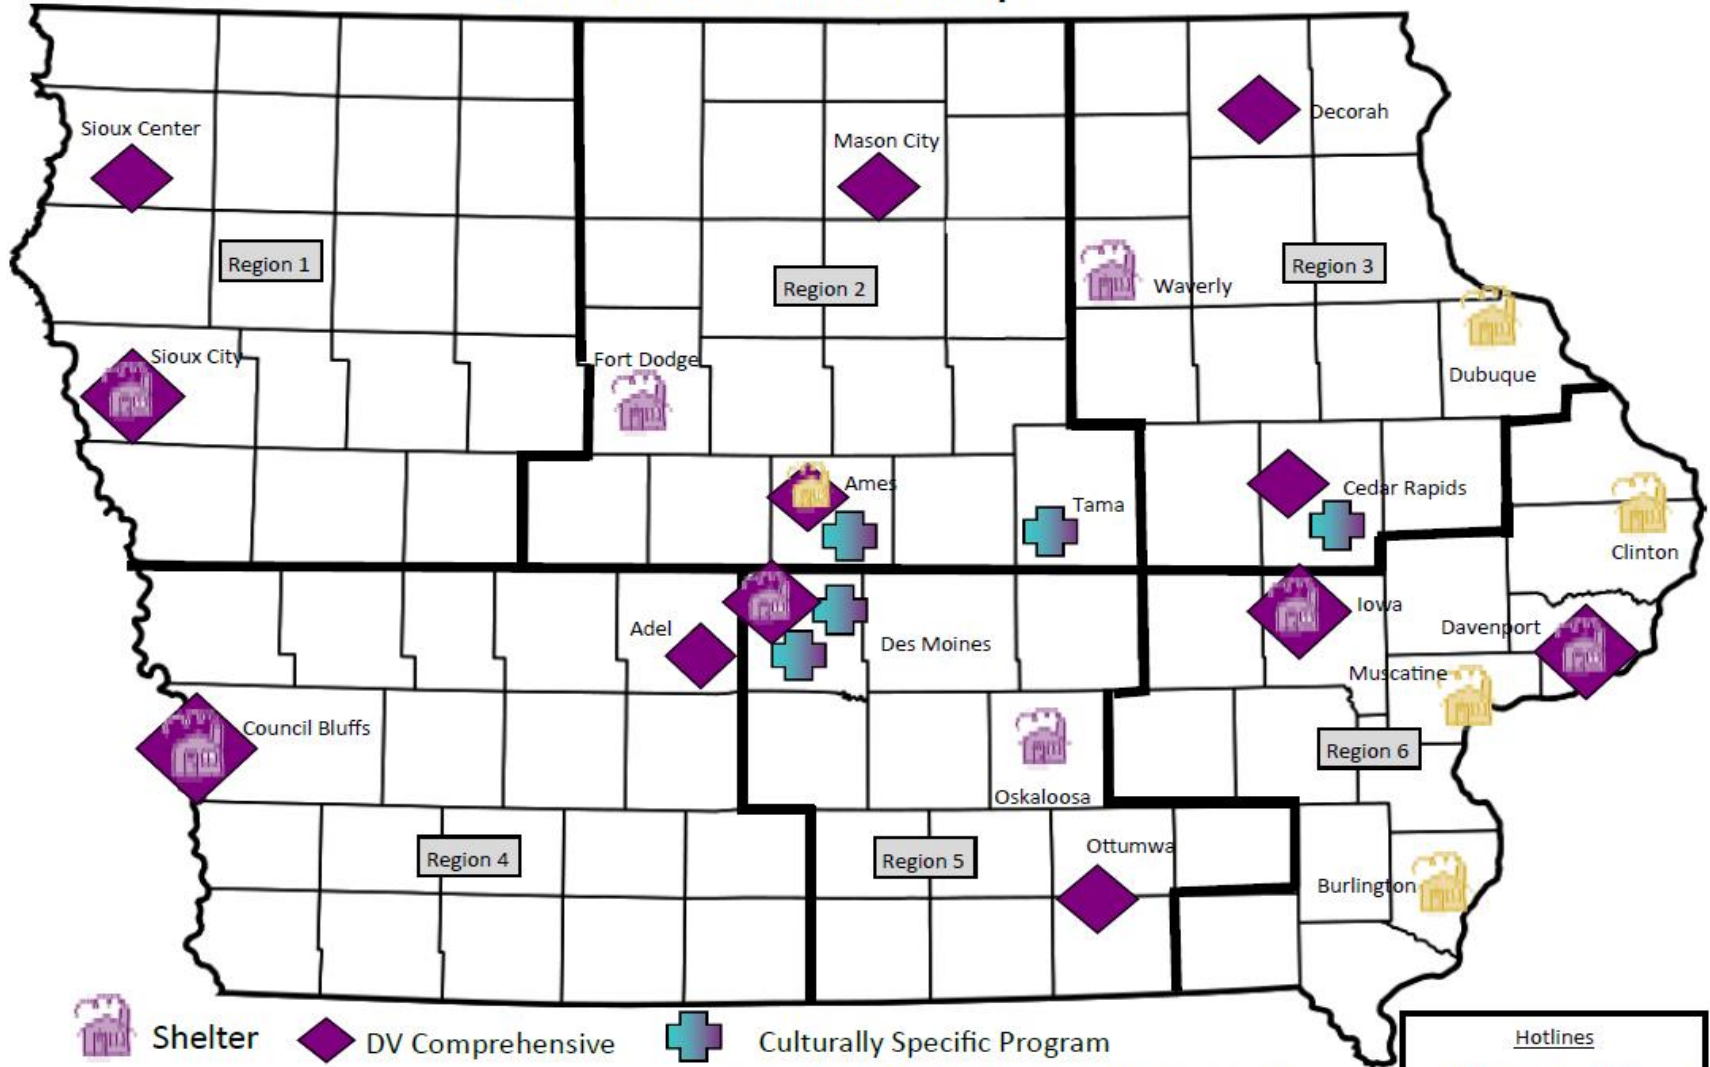 Decorah
Sioux Center
Mason City
Region 1
Region 2
Region 3
Waverly
Sioux City
Fort Dodge
Dubuque
Ames
Tama
Cedar Rapids
Clinton
Adel
Des Moines
Iowa
Davenport
Muscatine
Council Bluffs
Region 6
Oskaloosa
Region 4
Region 5
Ottumwa
Burlington
Shelter
DV Comprehensive
Culturally Specific Program
Hotlines